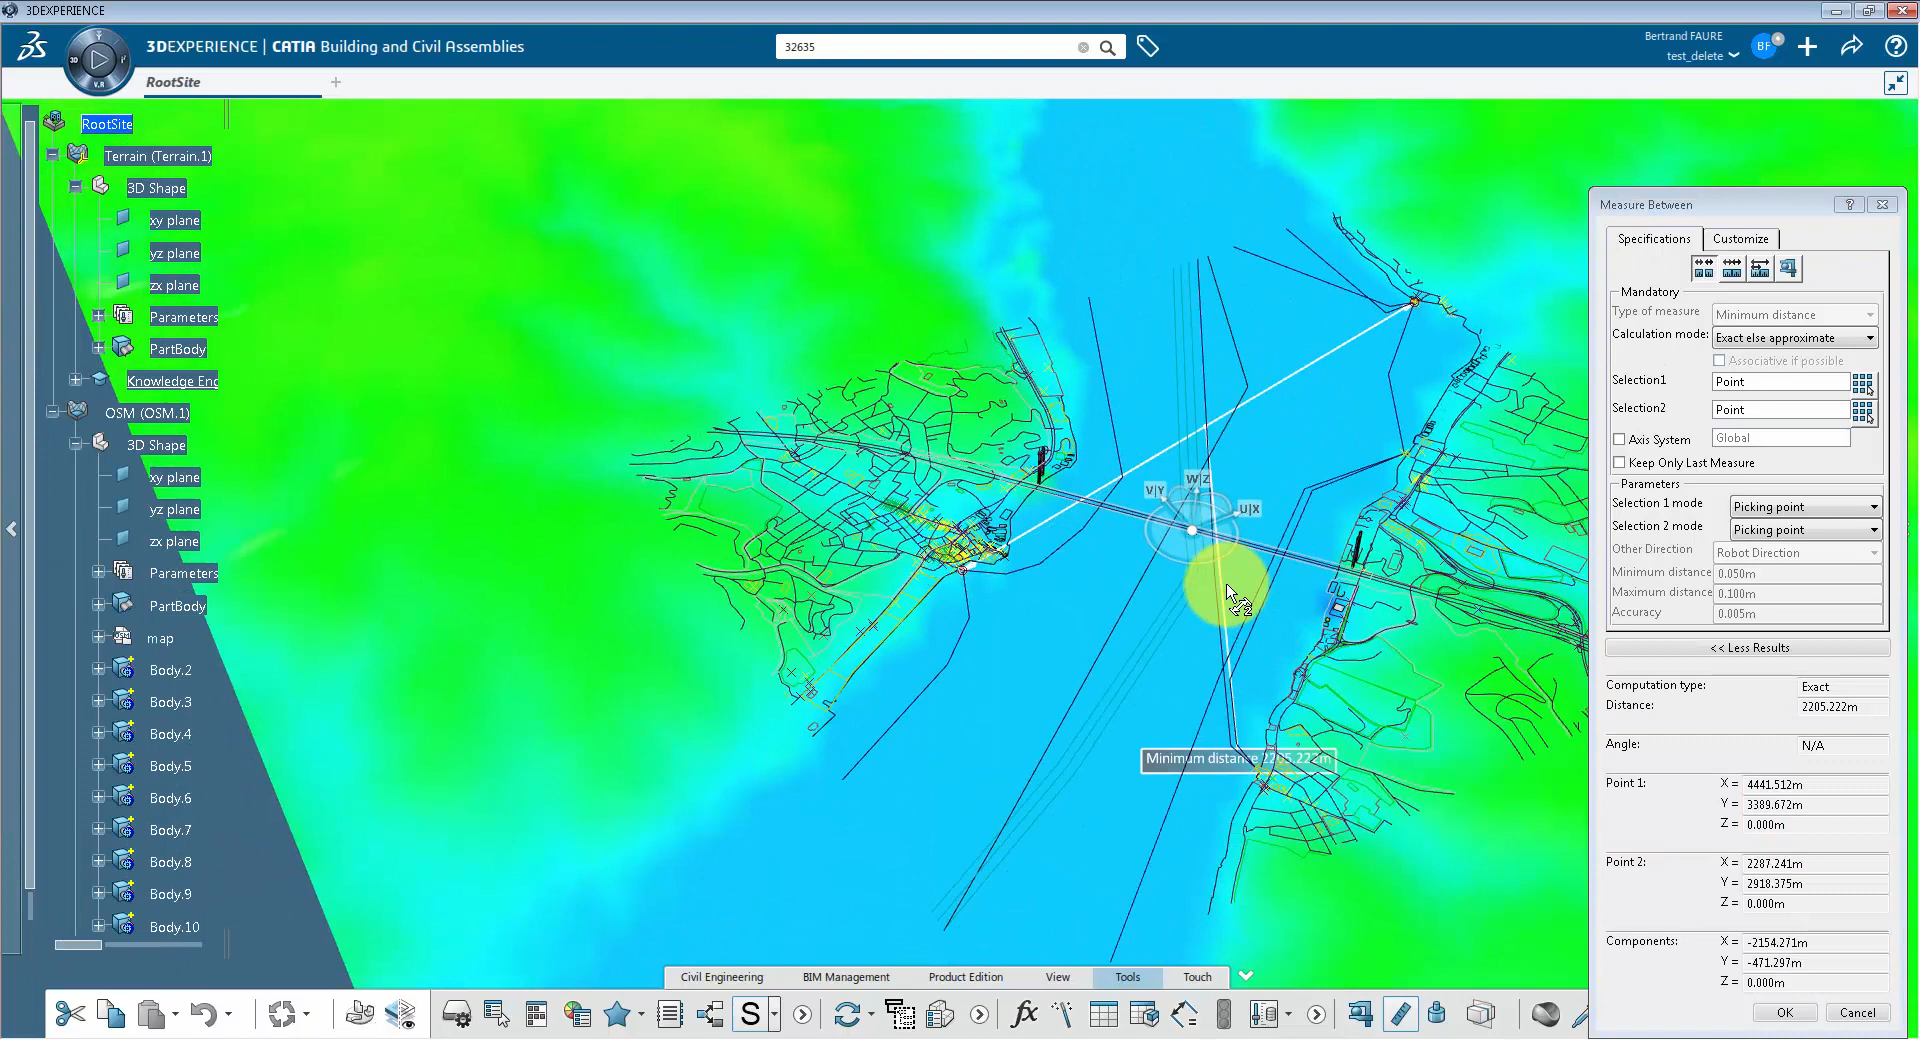 3DEXPERIENCE
3DEXPERIENCE | CATIA Building and Civil Assemblies
32635
Bertrand FAURE
test_delete
BF
3D
V.R
RootSite
RootSite
Terrain (Terrain.1)
3D Shape
xy plane
yz plane
zx plane
Parameters
PartBody
Knowledge Enc
OSM (OSM.1)
3D Shape
xy plane
yz plane
zx plane
Parameters
PartBody
map
Body.2
Body.3
Body.4
Body.5
Body.6
Body.7
Body.8
Body.9
Body.10
W|Z
V|Y
U|X
Minimum distance 2205.222m
Measure Between
Specifications
Customize
Mandatory
Type of measure
Minimum distance
Calculation mode:
Exact else approximate
Associative if possible
Selection1
Point
Selection2
Point
Axis System
Global
Keep Only Last Measure
Parameters
Selection 1 mode
Picking point
Selection 2 mode
Picking point
Other Direction
Robot Direction
Minimum distance
0.050m
Maximum distance
0.100m
Accuracy
0.005m
<< Less Results
Computation type:
Exact
Distance:
2205.222m
Angle:
N/A
Point 1:
X = 4441.512m
Y = 3389.672m
Z = 0.000m
Point 2:
X = 2287.241m
Y = 2918.375m
Z = 0.000m
Components:
X = -2154.271m
Y = -471.297m
Z = 0.000m
OK
Cancel
Civil Engineering
BIM Management
Product Edition
View
Tools
Touch
S
fx